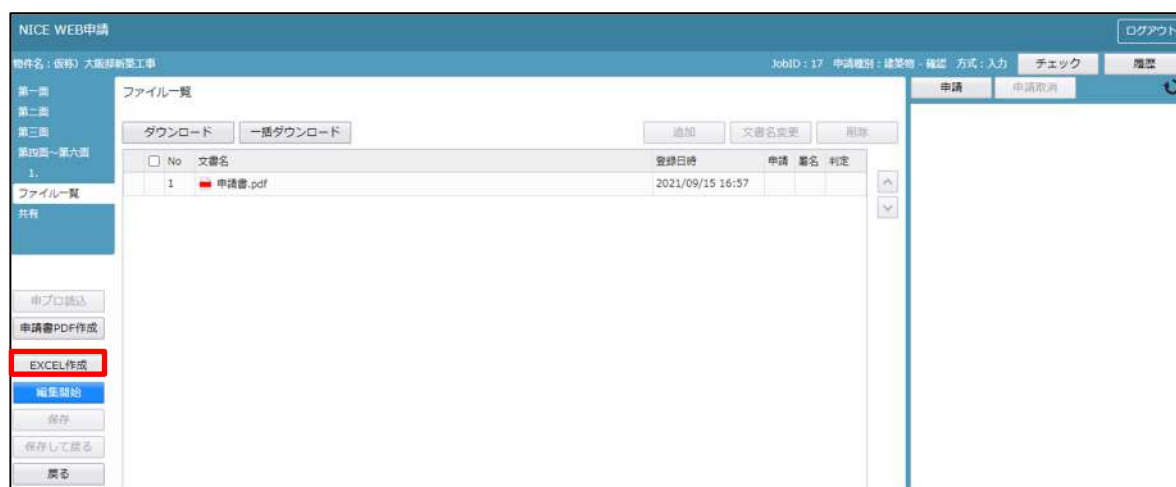 NICE WEB申請
ログアウト
物件名：仮称）大阪邸新築工事
JobID：17 申請種別：建築物 - 確認 方式：入力
チェック
履歴
第一面
第二面
第三面
第四面～第六面
1.
ファイル一覧
共有
ファイル一覧
申請
申請取消
ダウンロード
一括ダウンロード
追加
文書名変更
削除
No 文書名 登録日時 申請 署名 判定
1 申請書.pdf 2021/09/15 16:57
申プロ読込
申請書PDF作成
EXCEL作成
編集開始
保存
保存して戻る
戻る